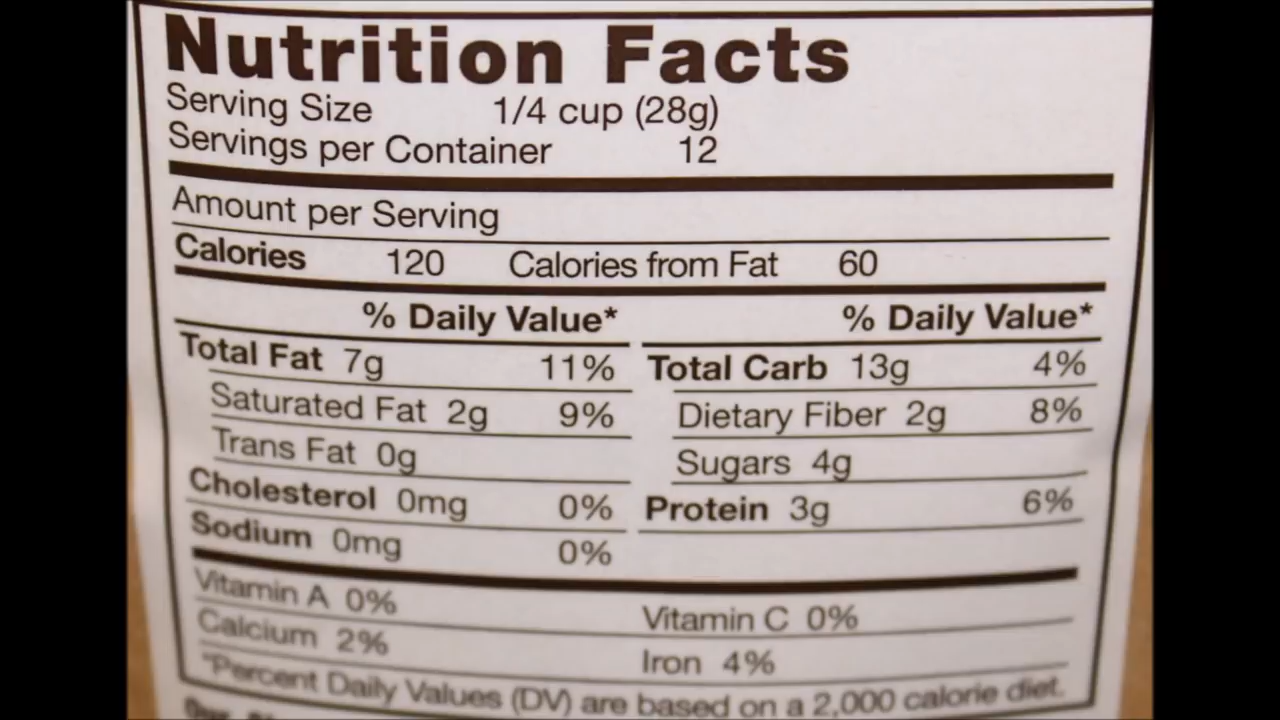 Nutrition Facts
Serving Size 1/4 cup (28g)
Servings per Container 12
Amount per Serving
Calories 120 Calories from Fat 60
% Daily Value* % Daily Value*
Total Fat 7g 11% Total Carb 13g 4%
Saturated Fat 2g 9% Dietary Fiber 2g 8%
Trans Fat 0g Sugars 4g
Cholesterol 0mg 0% Protein 3g 6%
Sodium 0mg 0%
Vitamin A 0% Vitamin C 0%
Calcium 2% Iron 4%
*Percent Daily Values (DV) are based on a 2,000 calorie diet.